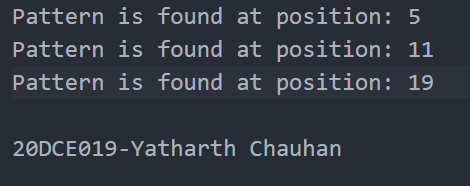 Pattern is found at position: 5
Pattern is found at position: 11
Pattern is found at position: 19
20DCE019-Yatharth Chauhan